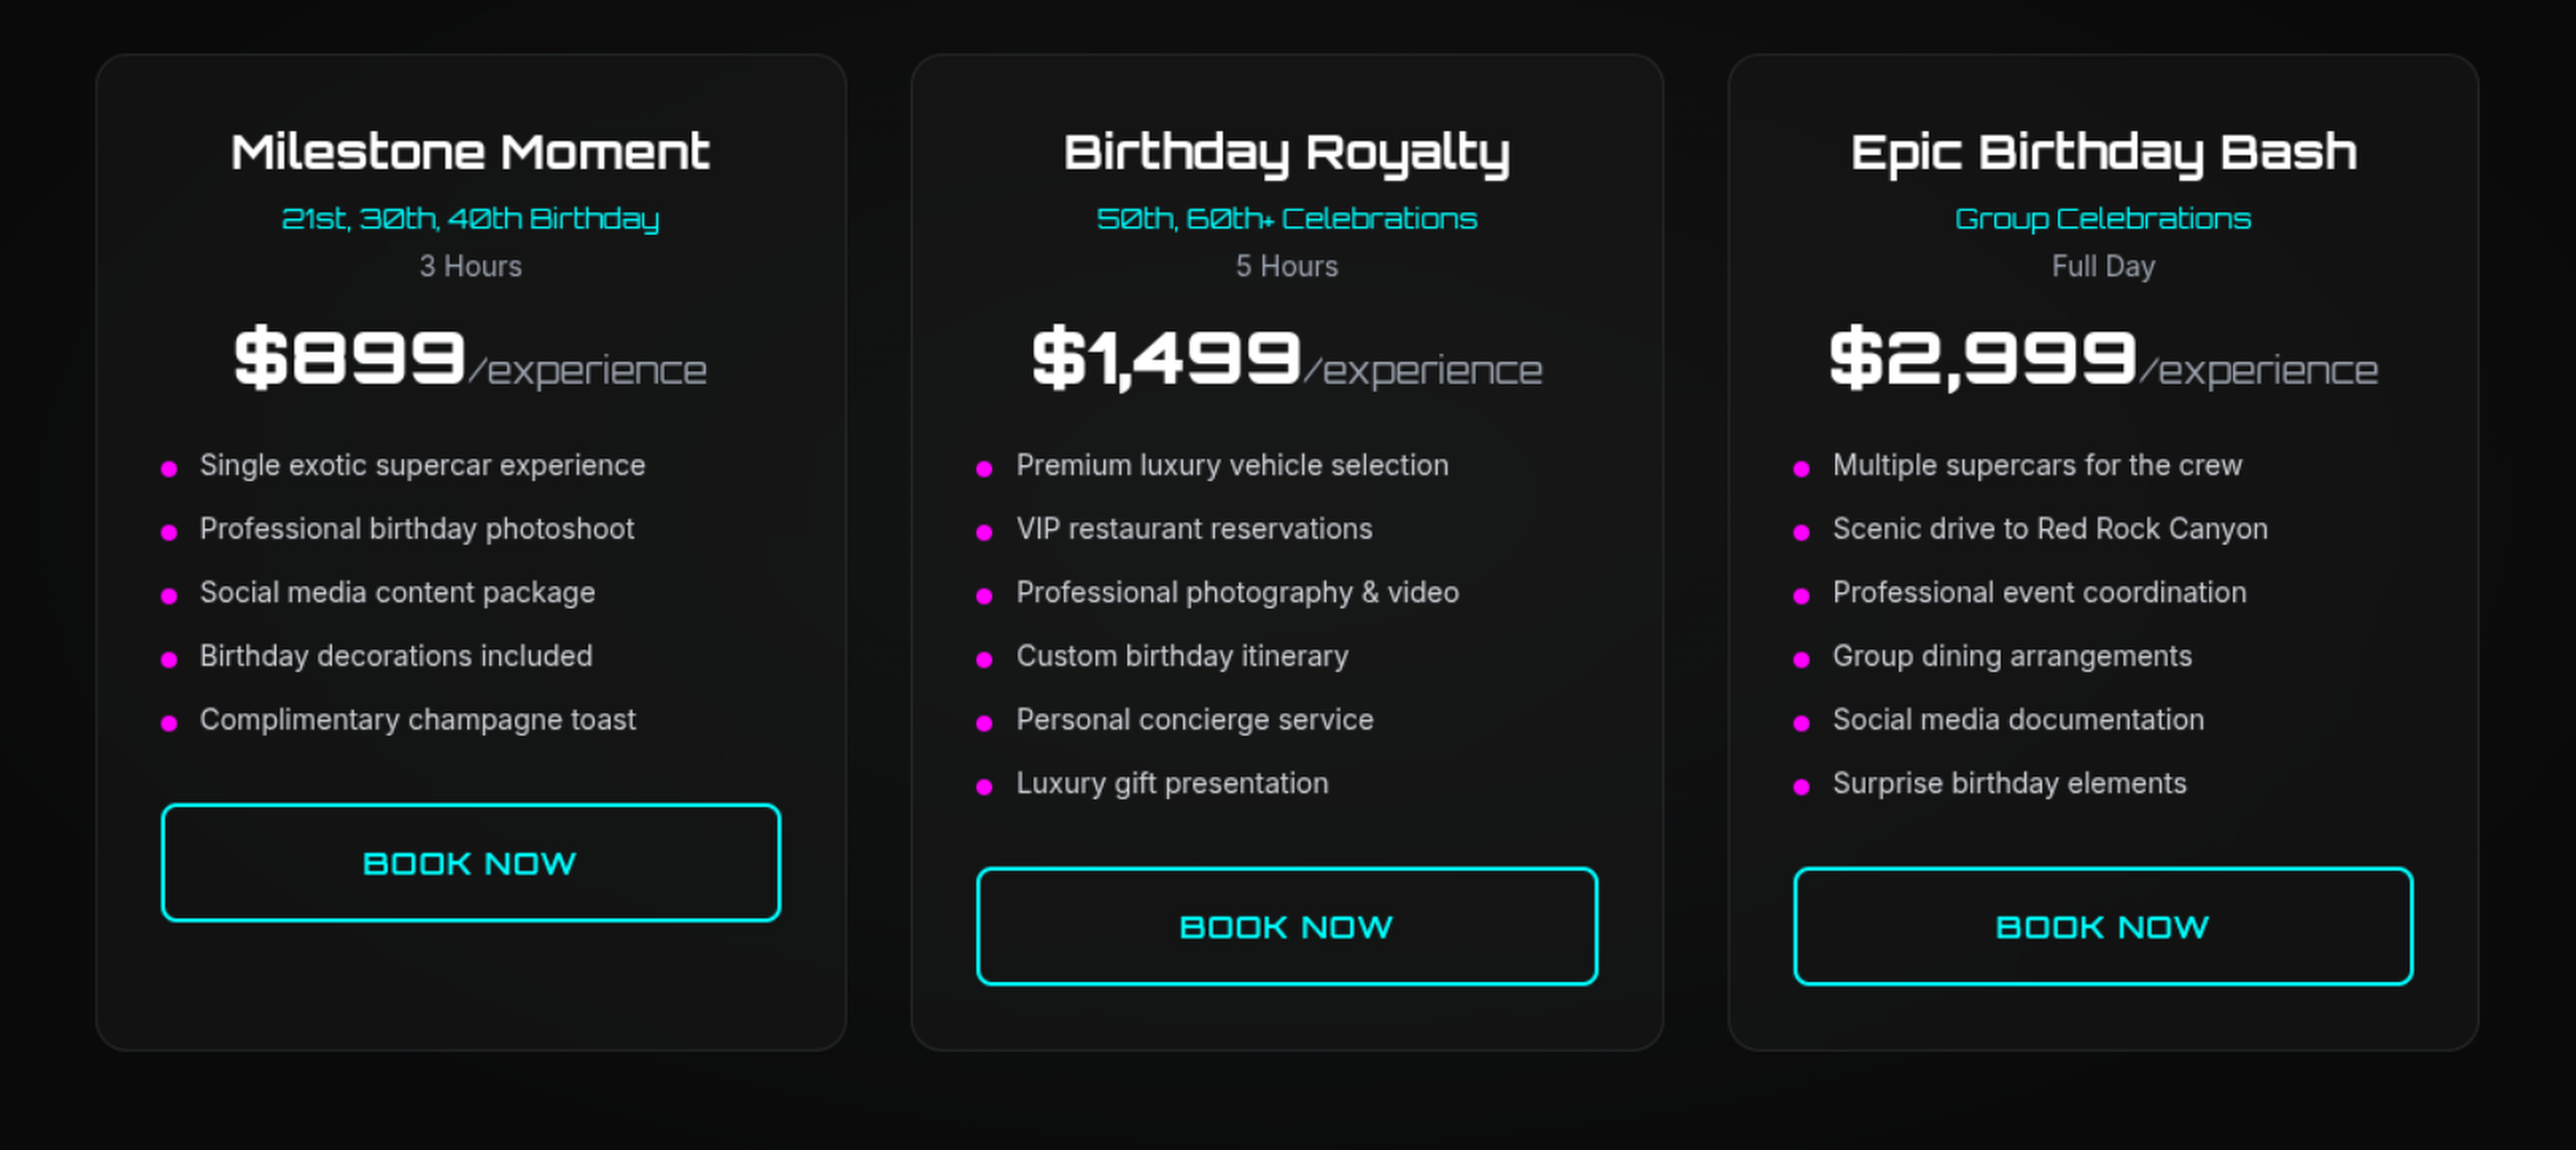 Milestone Moment
21st, 30th, 40th Birthday
3 Hours
$899/experience
Single exotic supercar experience
Professional birthday photoshoot
Social media content package
Birthday decorations included
Complimentary champagne toast
BOOK NOW
Birthday Royalty
50th, 60th+ Celebrations
5 Hours
$1,499/experience
Premium luxury vehicle selection
VIP restaurant reservations
Professional photography & video
Custom birthday itinerary
Personal concierge service
Luxury gift presentation
BOOK NOW
Epic Birthday Bash
Group Celebrations
Full Day
$2,999/experience
Multiple supercars for the crew
Scenic drive to Red Rock Canyon
Professional event coordination
Group dining arrangements
Social media documentation
Surprise birthday elements
BOOK NOW